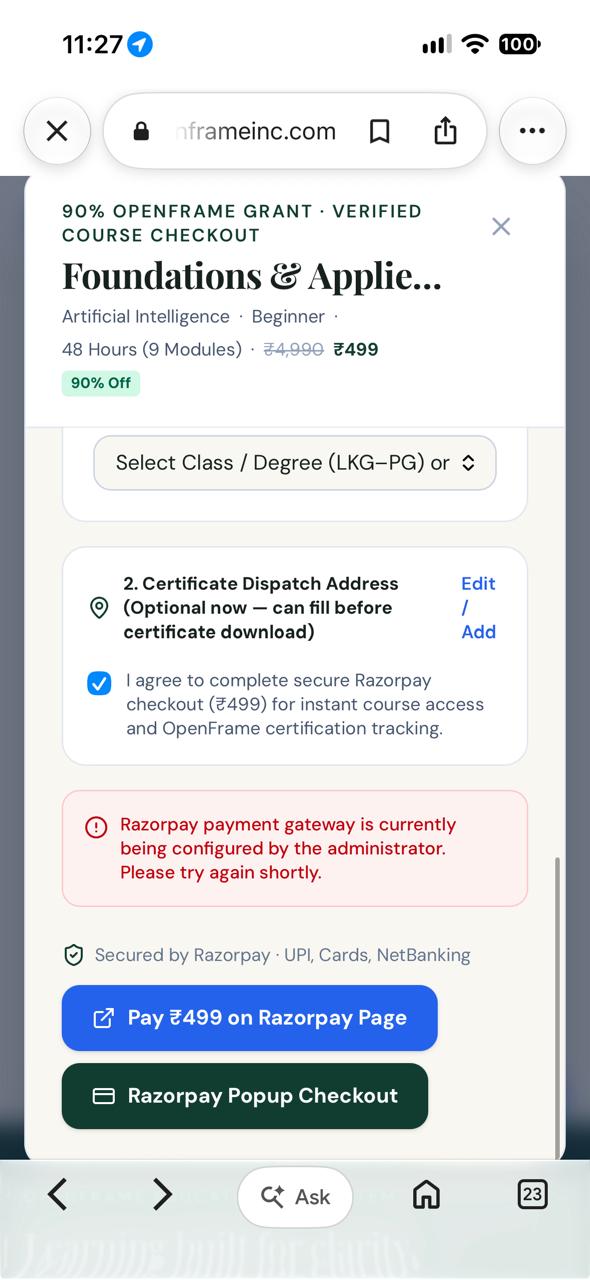 11:27
100
nframeinc.com
90% OPENFRAME GRANT · VERIFIED
COURSE CHECKOUT
Foundations & Applie...
Artificial Intelligence · Beginner ·
48 Hours (9 Modules) · ₹4,990 ₹499
90% Off
Select Class / Degree (LKG–PG) or
2. Certificate Dispatch Address
(Optional now — can fill before
certificate download)
Edit
/
Add
I agree to complete secure Razorpay
checkout (₹499) for instant course access
and OpenFrame certification tracking.
Razorpay payment gateway is currently
being configured by the administrator.
Please try again shortly.
Secured by Razorpay · UPI, Cards, NetBanking
Pay ₹499 on Razorpay Page
Razorpay Popup Checkout
Ask
23
Learning built for clarity.